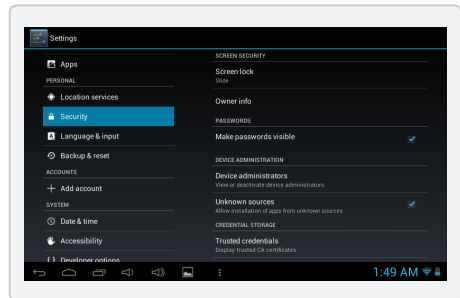 Settings
Apps
PERSONAL
Location services
Security
Language & input
Backup & reset
ACCOUNTS
Add account
SYSTEM
Date & time
Accessibility
Developer options
SCREEN SECURITY
Screen lock
Slide
Owner info
PASSWORDS
Make passwords visible
DEVICE ADMINISTRATION
Device administrators
View or deactivate device administrators
Unknown sources
Allow installation of apps from unknown sources
CREDENTIAL STORAGE
Trusted credentials
Display trusted CA certificates
1:49 AM